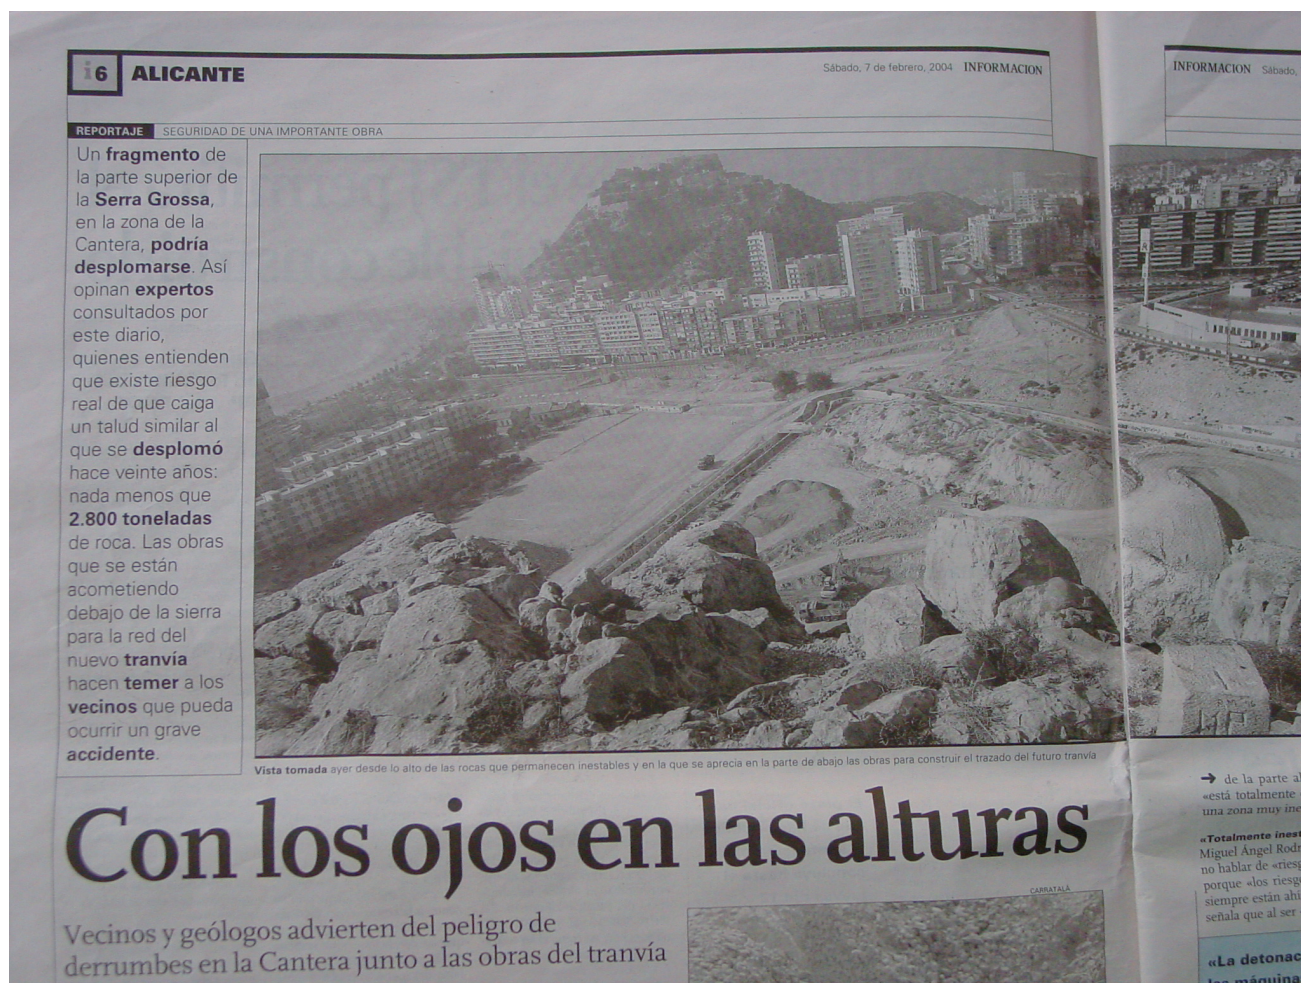 i6 ALICANTE
Sábado, 7 de febrero, 2004 INFORMACION
REPORTAJE SEGURIDAD DE UNA IMPORTANTE OBRA
Un fragmento de
la parte superior de
la Serra Grossa,
en la zona de la
Cantera, podría
desplomarse. Así
opinan expertos
consultados por
este diario,
quienes entienden
que existe riesgo
real de que caiga
un talud similar al
que se desplomó
hace veinte años:
nada menos que
2.800 toneladas
de roca. Las obras
que se están
acometiendo
debajo de la sierra
para la red del
nuevo tranvía
hacen temer a los
vecinos que pueda
ocurrir un grave
accidente.
Vista tomada ayer desde lo alto de las rocas que permanecen inestables y en la que se aprecia en la parte de abajo las obras para construir el trazado del futuro tranvía
Con los ojos en las alturas
Vecinos y geólogos advierten del peligro de
derrumbes en la Cantera junto a las obras del tranvía
CARRATALÁ
INFORMACION Sábado,
→ de la parte al
«está totalmente
una zona muy ine
«Totalmente inest
Miguel Ángel Rodr
no hablar de «riesg
porque «los riesgo
siempre están ahí
señala que al ser
«La detonac
las máquina